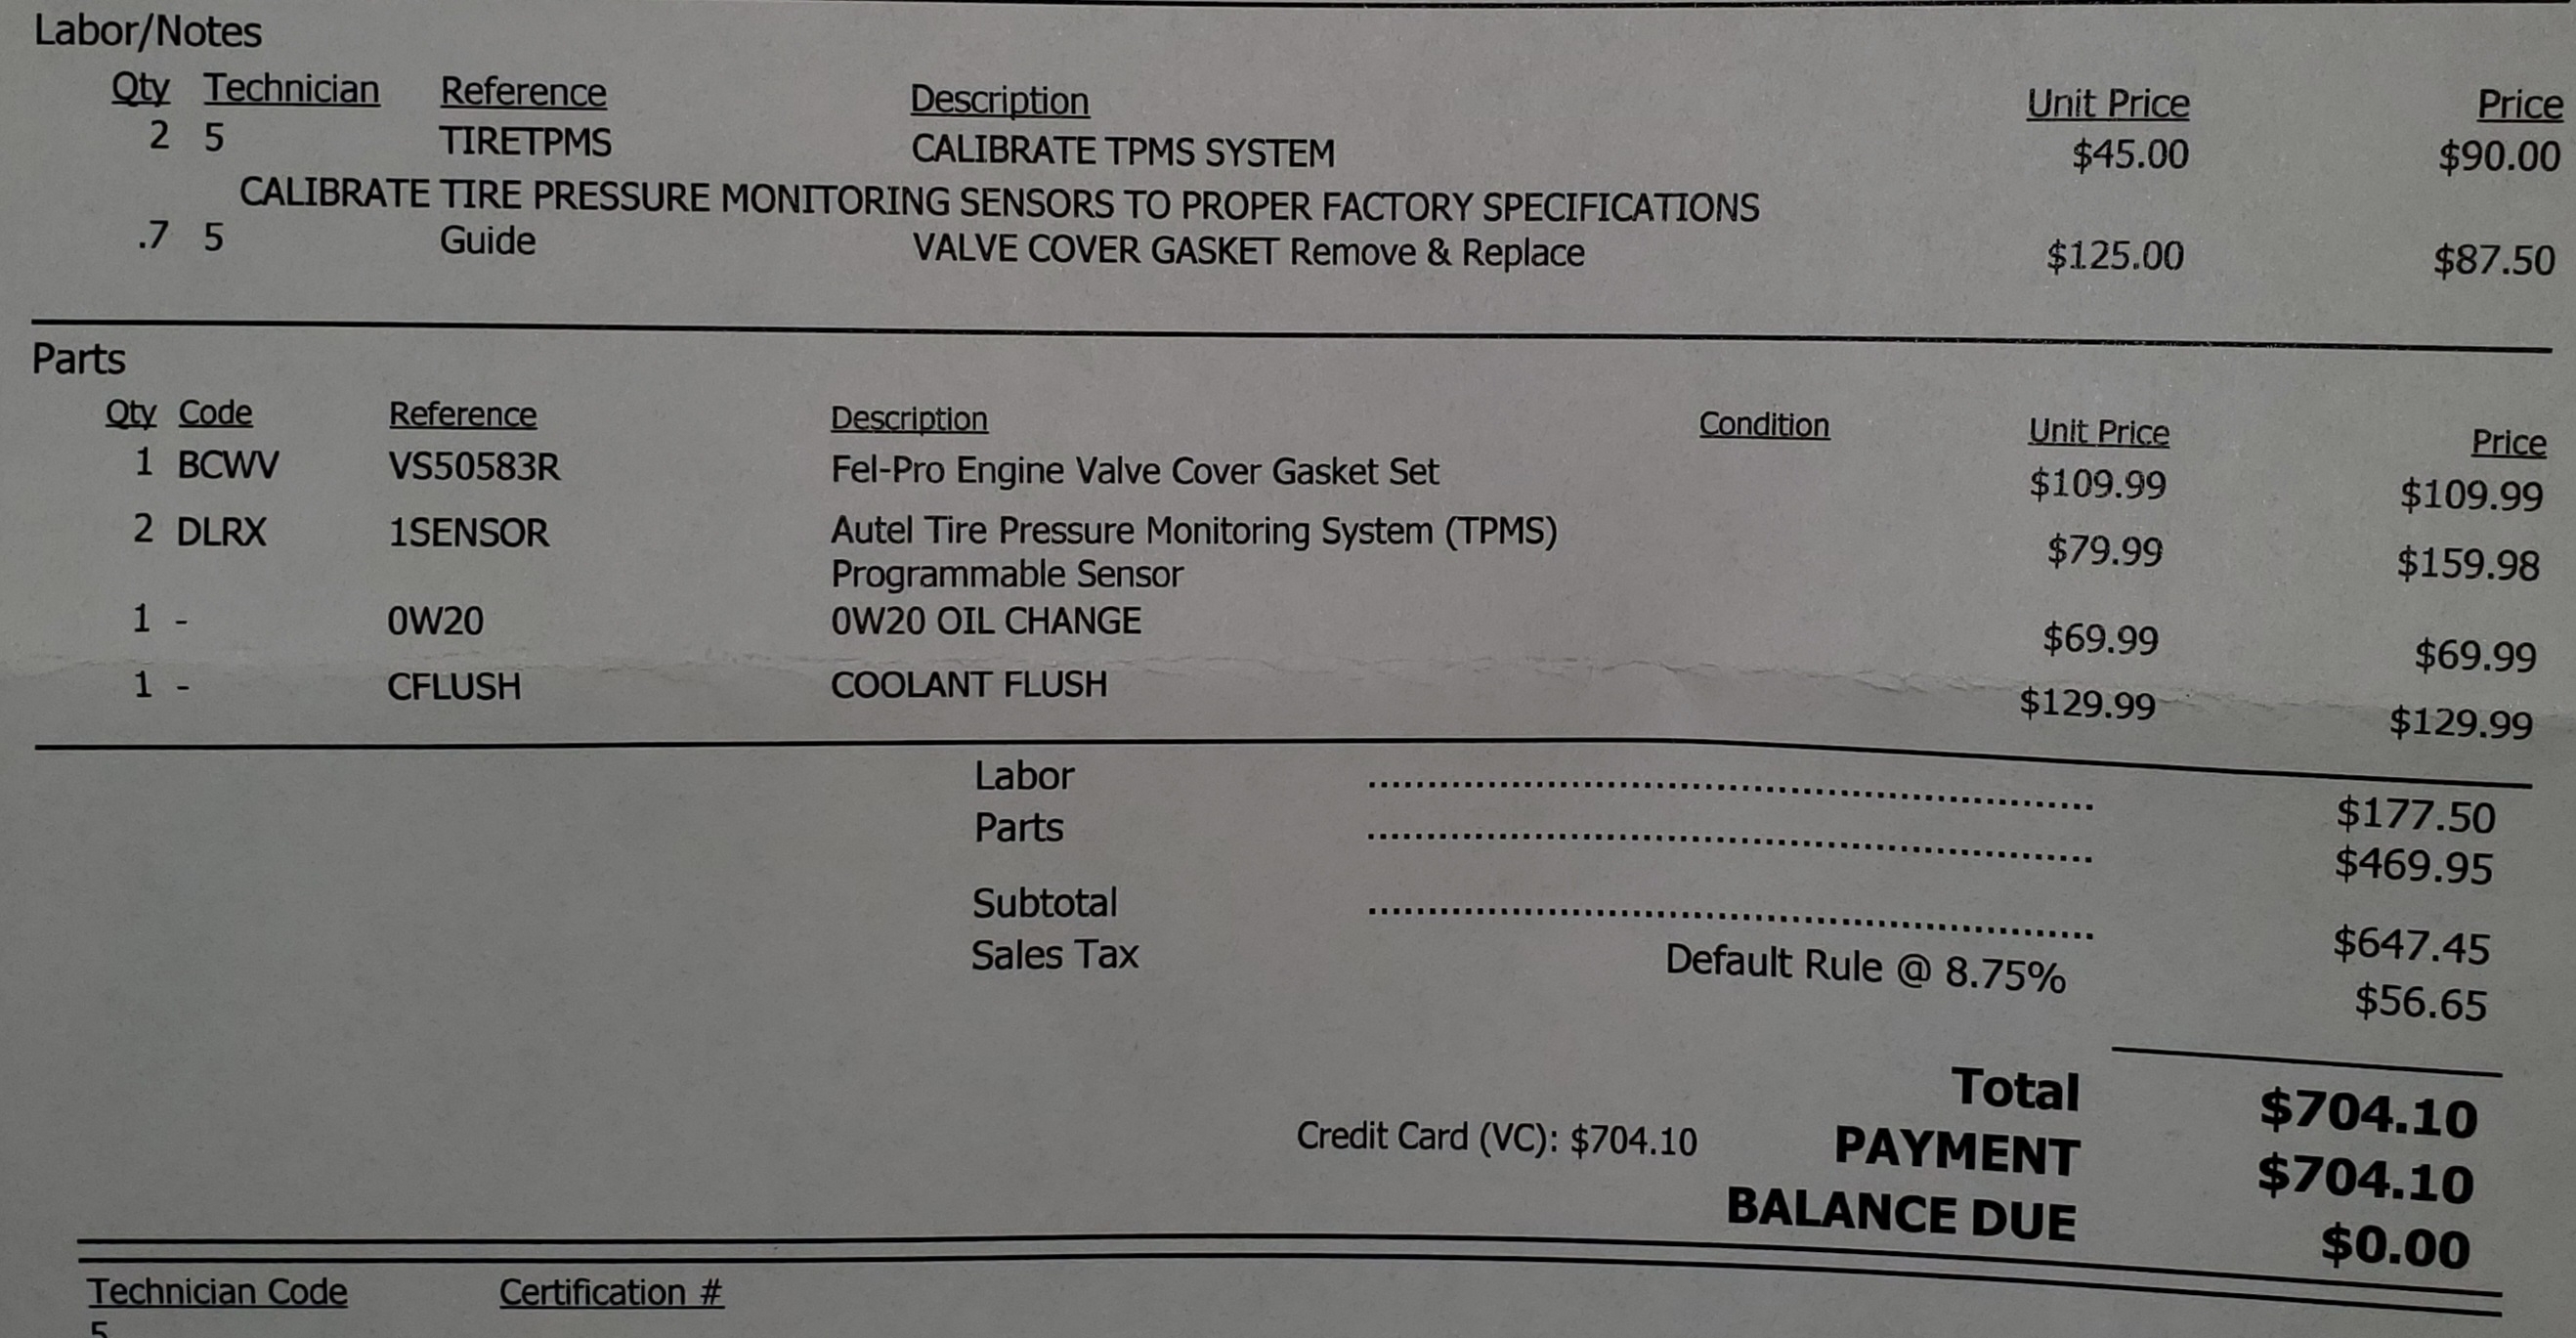 Labor/Notes
Qty Technician Reference Description Unit Price Price
2 5 TIRETPMS CALIBRATE TPMS SYSTEM $45.00 $90.00
CALIBRATE TIRE PRESSURE MONITORING SENSORS TO PROPER FACTORY SPECIFICATIONS
.7 5 Guide VALVE COVER GASKET Remove & Replace $125.00 $87.50
Parts
Qty Code Reference Description Condition Unit Price Price
1 BCWV VS50583R Fel-Pro Engine Valve Cover Gasket Set $109.99 $109.99
2 DLRX 1SENSOR Autel Tire Pressure Monitoring System (TPMS) $79.99 $159.98
Programmable Sensor
1 - 0W20 0W20 OIL CHANGE $69.99 $69.99
1 - CFLUSH COOLANT FLUSH $129.99 $129.99
Labor ........................................................ $177.50
Parts ........................................................ $469.95
Subtotal ........................................................ $647.45
Sales Tax Default Rule @ 8.75% $56.65
Total $704.10
Credit Card (VC): $704.10 PAYMENT $704.10
BALANCE DUE $0.00
Technician Code Certification #
5